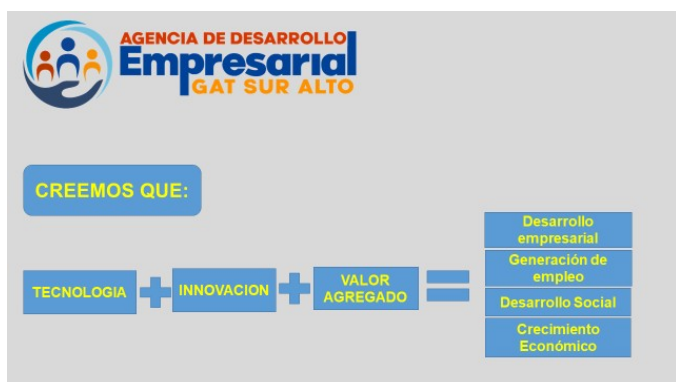 AGENCIA DE DESARROLLO
Empresarial
GAT SUR ALTO
CREEMOS QUE:
TECNOLOGIA
INNOVACION
VALOR
AGREGADO
Desarrollo
empresarial
Generación de
empleo
Desarrollo Social
Crecimiento
Económico